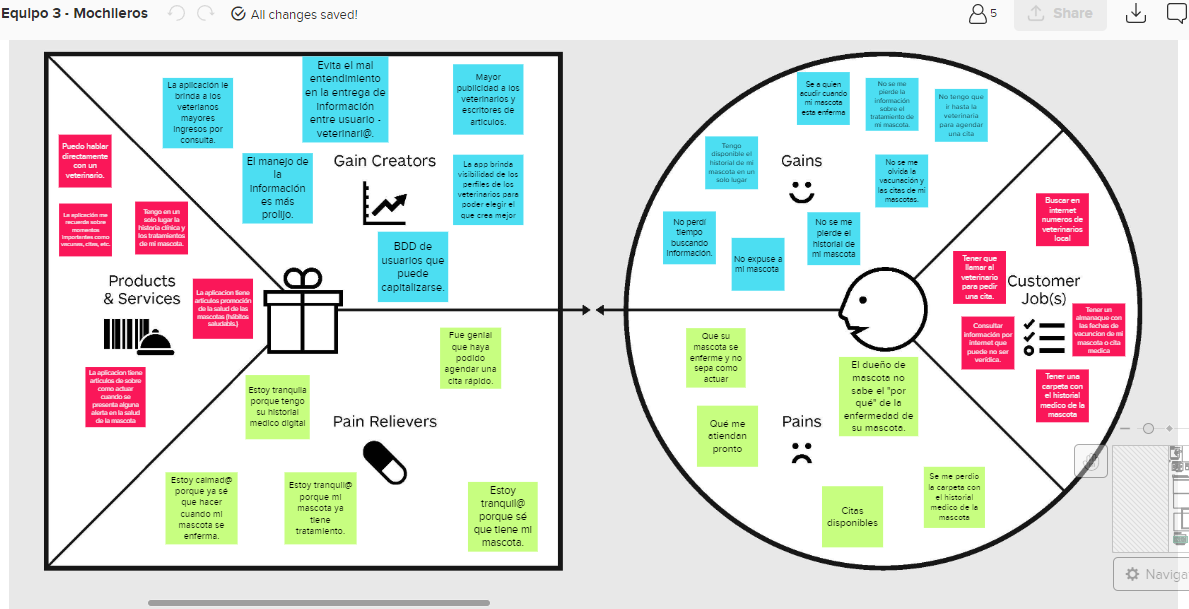 Equipo 3 - Mochileros
All changes saved!
5
Share
La aplicación le
brinda a los
veterianos
mayores
ingresos por
consulta.
Evita el mal
entendimiento
en la entrega de
información
entre usuario -
veterinari@.
Mayor
publicidad a los
veterinarios y
escritores de
artículos.
El manejo de
la
información
es más
prolijo.
Gain Creators
La app brinda
visibilidad de los
perfiles de los
veterinarios para
poder elegir el
que crea mejor
BDD de
usuarios que
puede
capitalizarse.
Puedo hablar
directamente
con un
veterinario.
La aplicación me
recuerda sobre
momentos
importantes como
vacunas, citas, etc.
Tengo en un
solo lugar la
historia clínica y
los tratamientos
de mi mascota.
Products
& Services
La aplicacion tiene
artículos promoción
de la salud de las
mascotas (hábitos
saludables.)
La aplicacion tiene
artículos de sobre
como actuar
cuando se
presenta alguna
alerta en la salud
de la mascota
Fue genial
que haya
podido
agendar una
cita rápido.
Estoy tranquila
porque tengo
su historial
medico digital
Pain Relievers
Estoy calmad@
porque ya sé
que hacer
cuando mi
mascota se
enferma.
Estoy tranquil@
porque mi
mascota ya
tiene
tratamiento.
Estoy
tranquil@
porque sé
que tiene mi
mascota.
Se a quien
acudir cuando
mi mascota
esta enferma
No se me
pierde la
información
sobre el
tratamiento de
mi mascota.
No tengo que
ir hasta la
veterinaria
para agendar
una cita
Tengo
disponible el
historial de mi
mascota en un
solo lugar
Gains
No se me
olvida la
vacunación y
las citas de mi
mascotas.
No perdí
tiempo
buscando
información.
No expuse a
mi mascota
No se me
pierde el
historial de
mi mascota
Buscar en
internet
numeros de
veterinarios
local
Tener que
llamar al
veterinario
para pedir
una cita.
Customer
Job(s)
Consultar
información por
internet que
puede no ser
verídica.
Tener un
almanaque con
las fechas de
vacuncion de mi
mascota o cita
medica
Tener una
carpeta con
el historial
medico de la
mascota
Que su
mascota se
enferme y no
sepa como
actuar
El dueño de
mascota no
sabe el "por
qué" de la
enfermedad de
su mascota.
Qué me
atiendan
pronto
Pains
Citas
disponibles
Se me perdio
la carpeta con
el historial
medico de la
mascota
Naviga